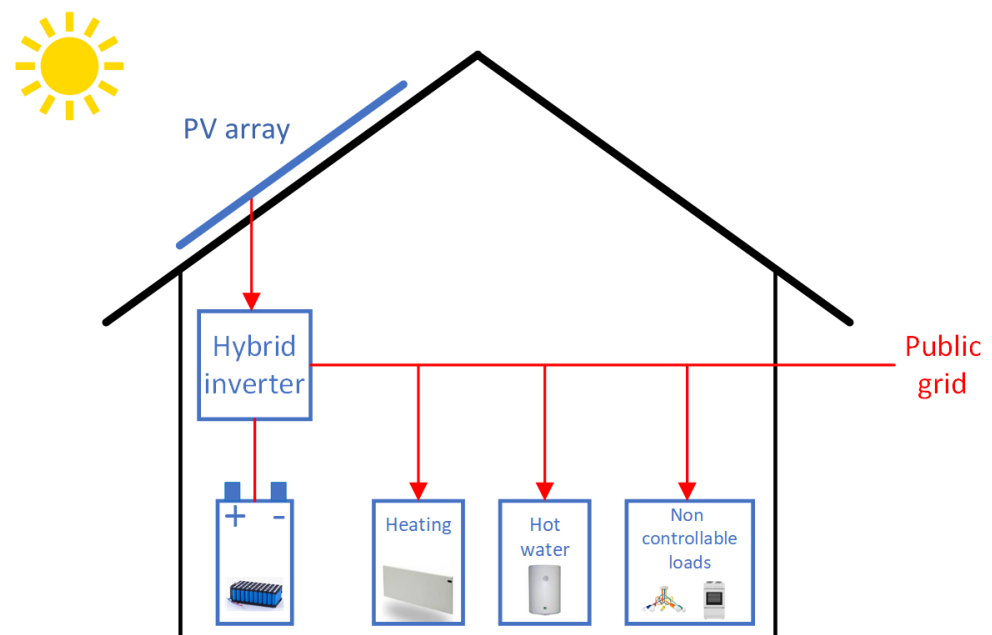 PV array
Hybrid
inverter
Public
grid
+ -
Heating
Hot
water
Non
controllable
loads